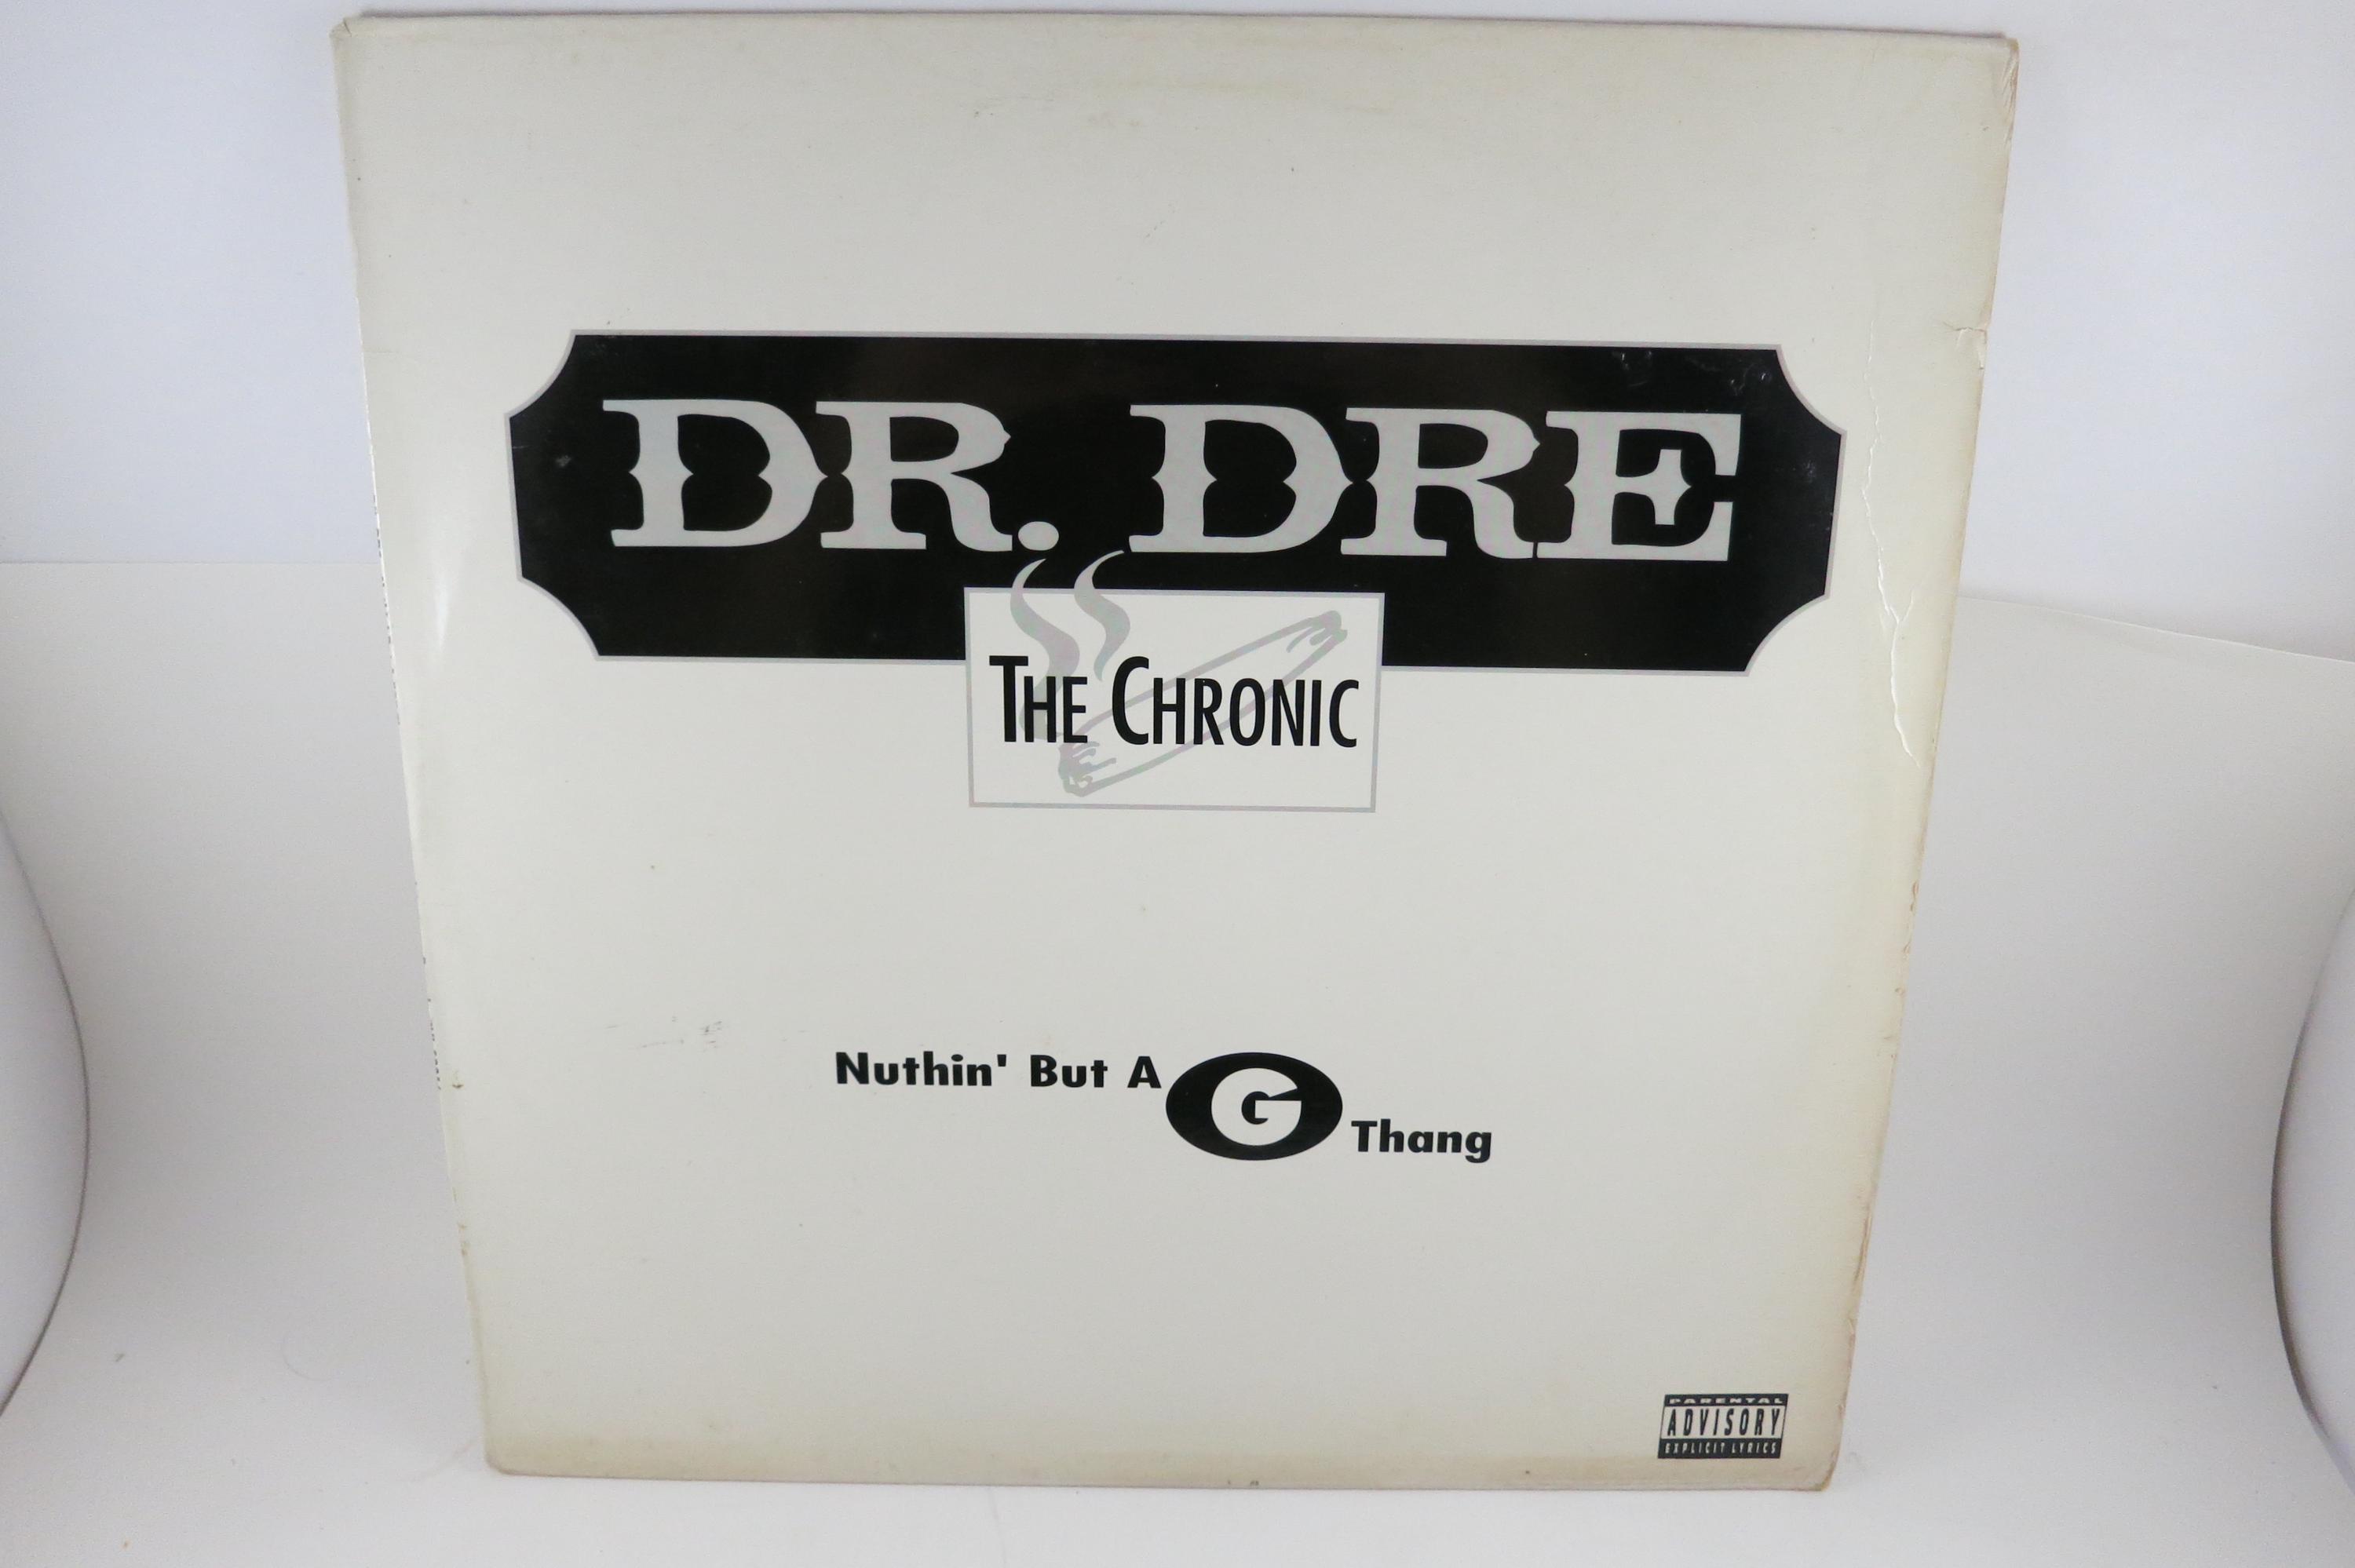 DR. DRE
THE CHRONIC
Nuthin' But A G Thang
PARENTAL
ADVISORY
EXPLICIT LYRICS